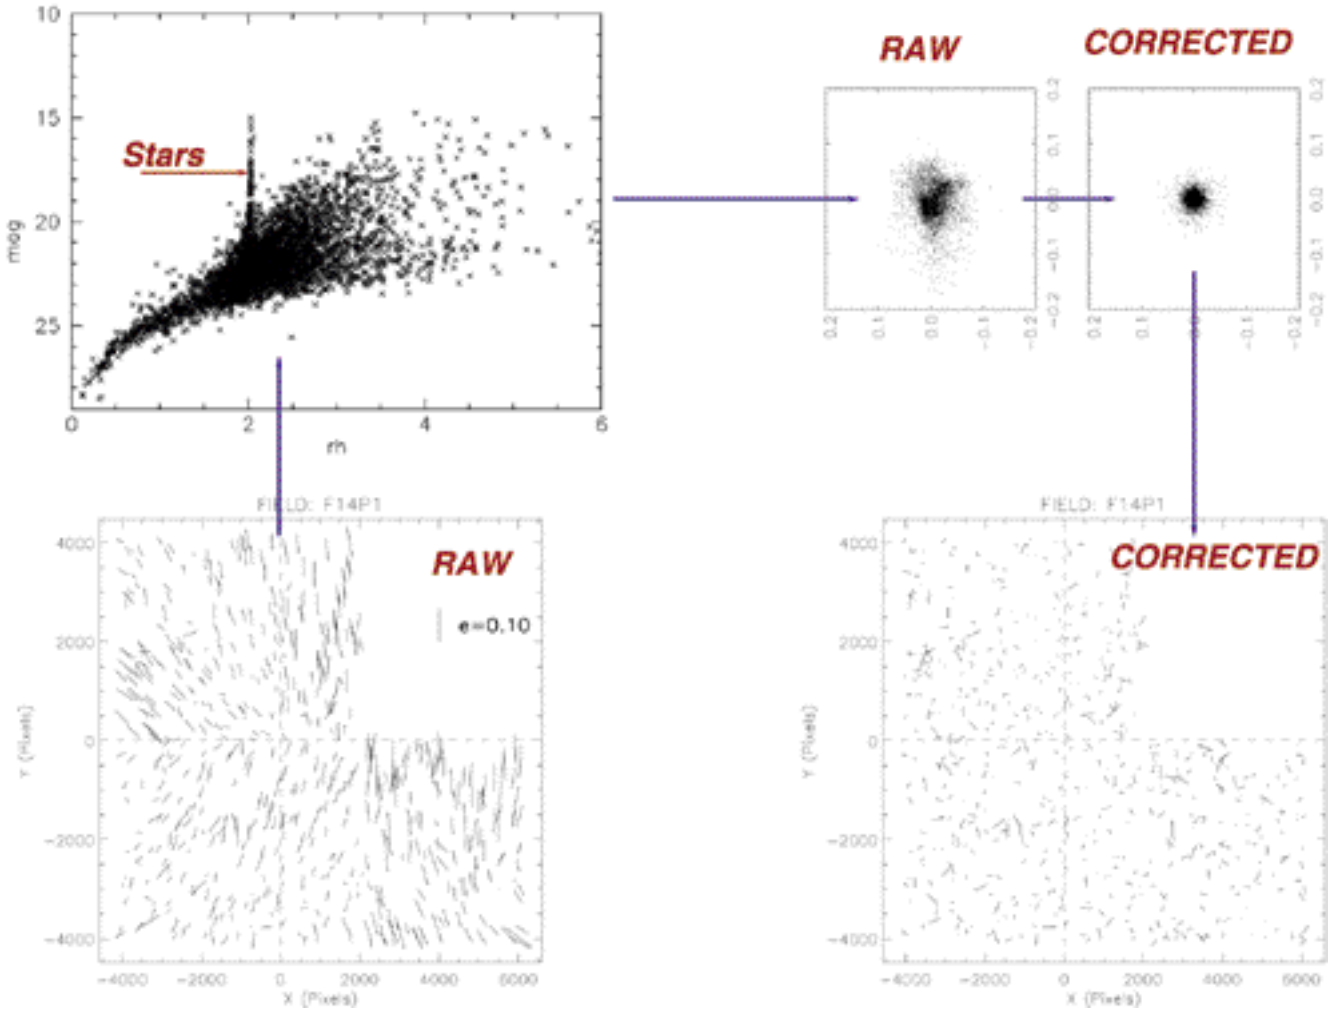 10
15
20
25
mag
Stars
0
2
4
6
rh
RAW
CORRECTED
0.2
0.1
0.0
-0.1
-0.2
0.2
0.1
0.0
-0.1
-0.2
0.2
0.1
0.0
-0.1
-0.2
0.2
0.1
0.0
-0.1
-0.2
FIELD: F14P1
RAW
e=0.10
4000
2000
0
-2000
-4000
Y (Pixels)
-4000 -2000 0 2000 4000 6000
X (Pixels)
FIELD: F14P1
CORRECTED
4000
2000
0
-2000
-4000
Y (Pixels)
-4000 -2000 0 2000 4000 6000
X (Pixels)